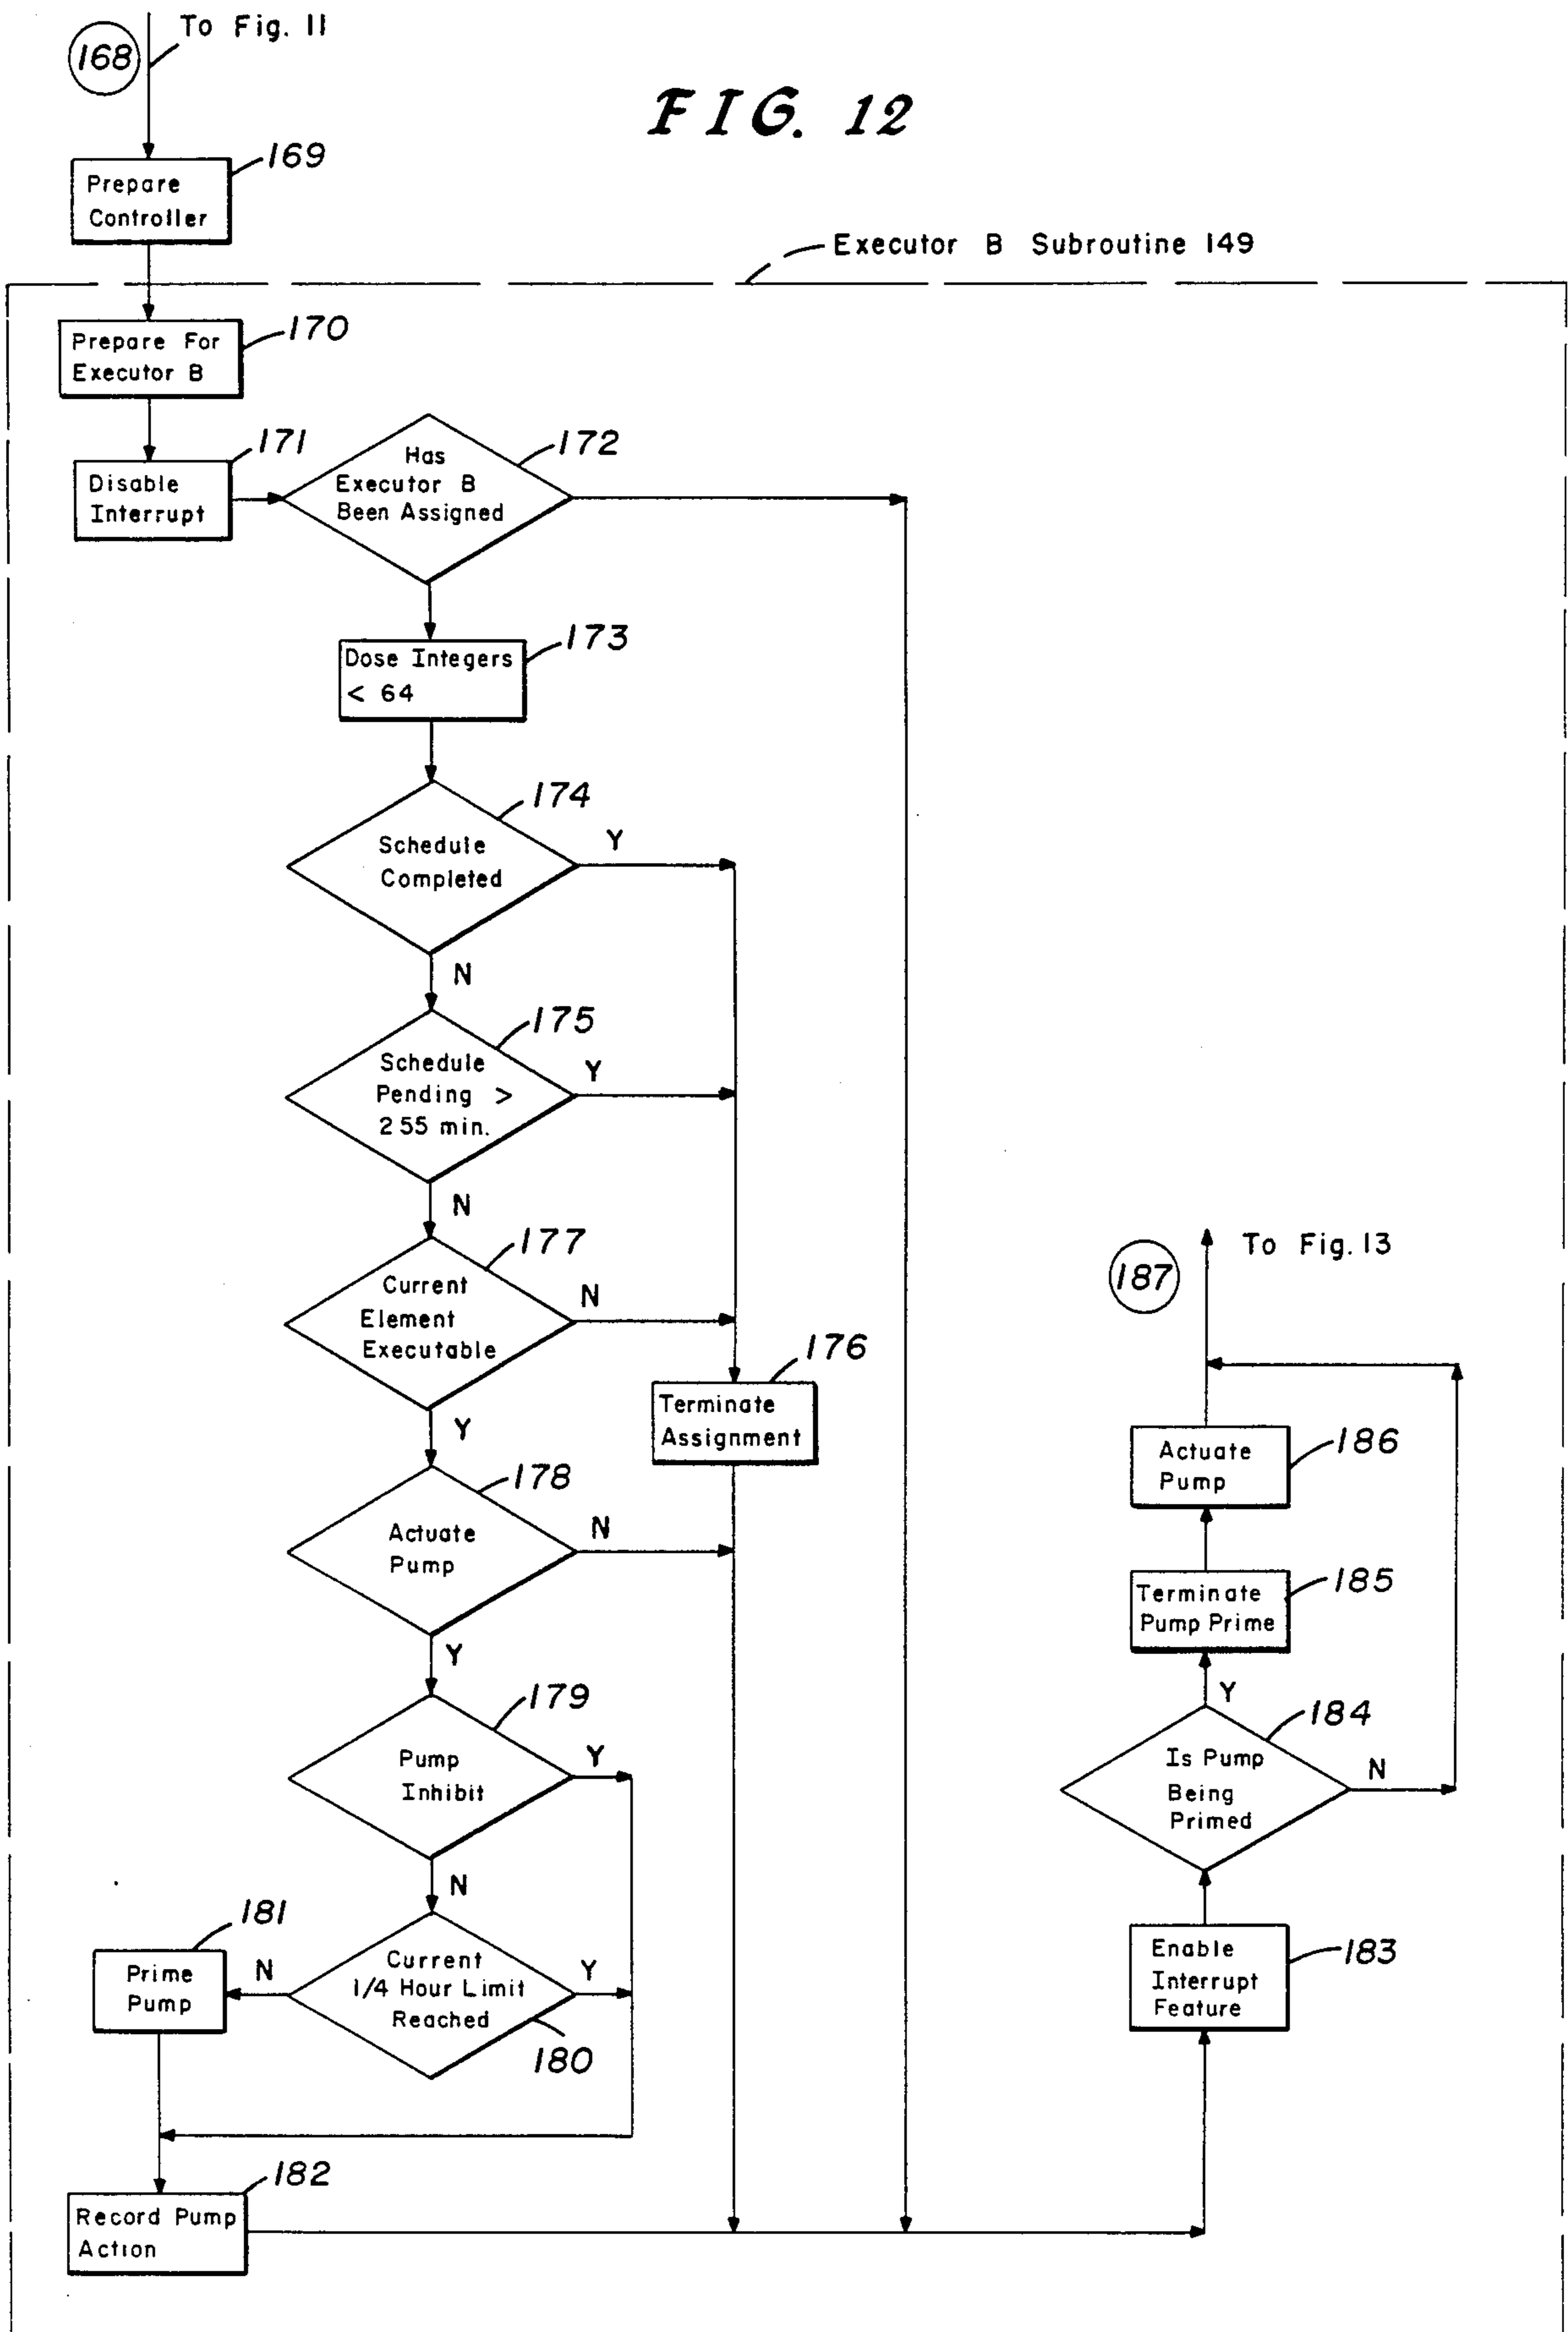 To Fig. 11
168
FIG. 12
169
Prepare
Controller
Executor B Subroutine 149
170
Prepare For
Executor B
171
Disable
Interrupt
172
Has
Executor B
Been Assigned
173
Dose Integers
< 64
174
Schedule
Completed
Y
N
175
Schedule
Pending >
255 min.
Y
N
177
Current
Element
Executable
N
Y
176
Terminate
Assignment
178
Actuate
Pump
N
Y
179
Pump
Inhibit
Y
N
181
Prime
Pump
N
Current
1/4 Hour Limit
Reached
Y
180
182
Record Pump
Action
To Fig. 13
187
186
Actuate
Pump
185
Terminate
Pump Prime
Y
184
Is Pump
Being
Primed
N
183
Enable
Interrupt
Feature